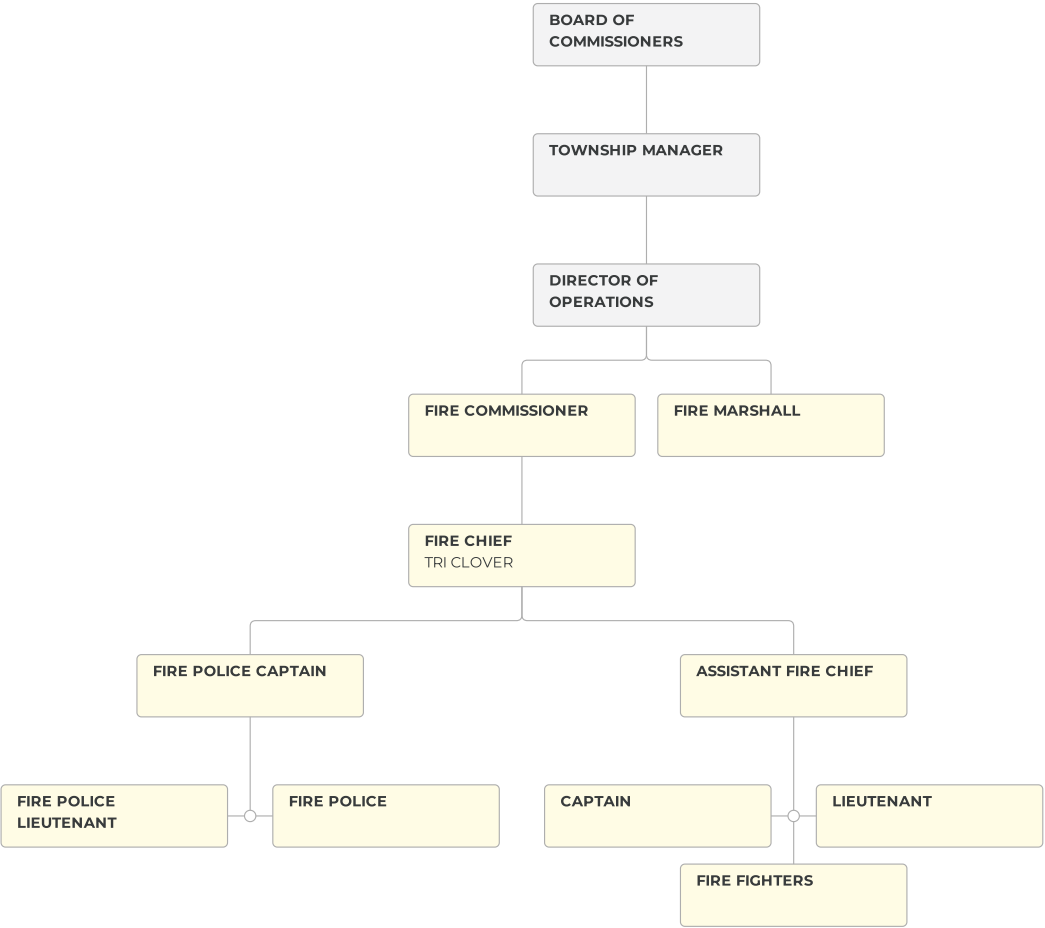 BOARD OF
COMMISSIONERS
TOWNSHIP MANAGER
DIRECTOR OF
OPERATIONS
FIRE COMMISSIONER
FIRE MARSHALL
FIRE CHIEF
TRI CLOVER
FIRE POLICE CAPTAIN
ASSISTANT FIRE CHIEF
FIRE POLICE
LIEUTENANT
FIRE POLICE
CAPTAIN
LIEUTENANT
FIRE FIGHTERS